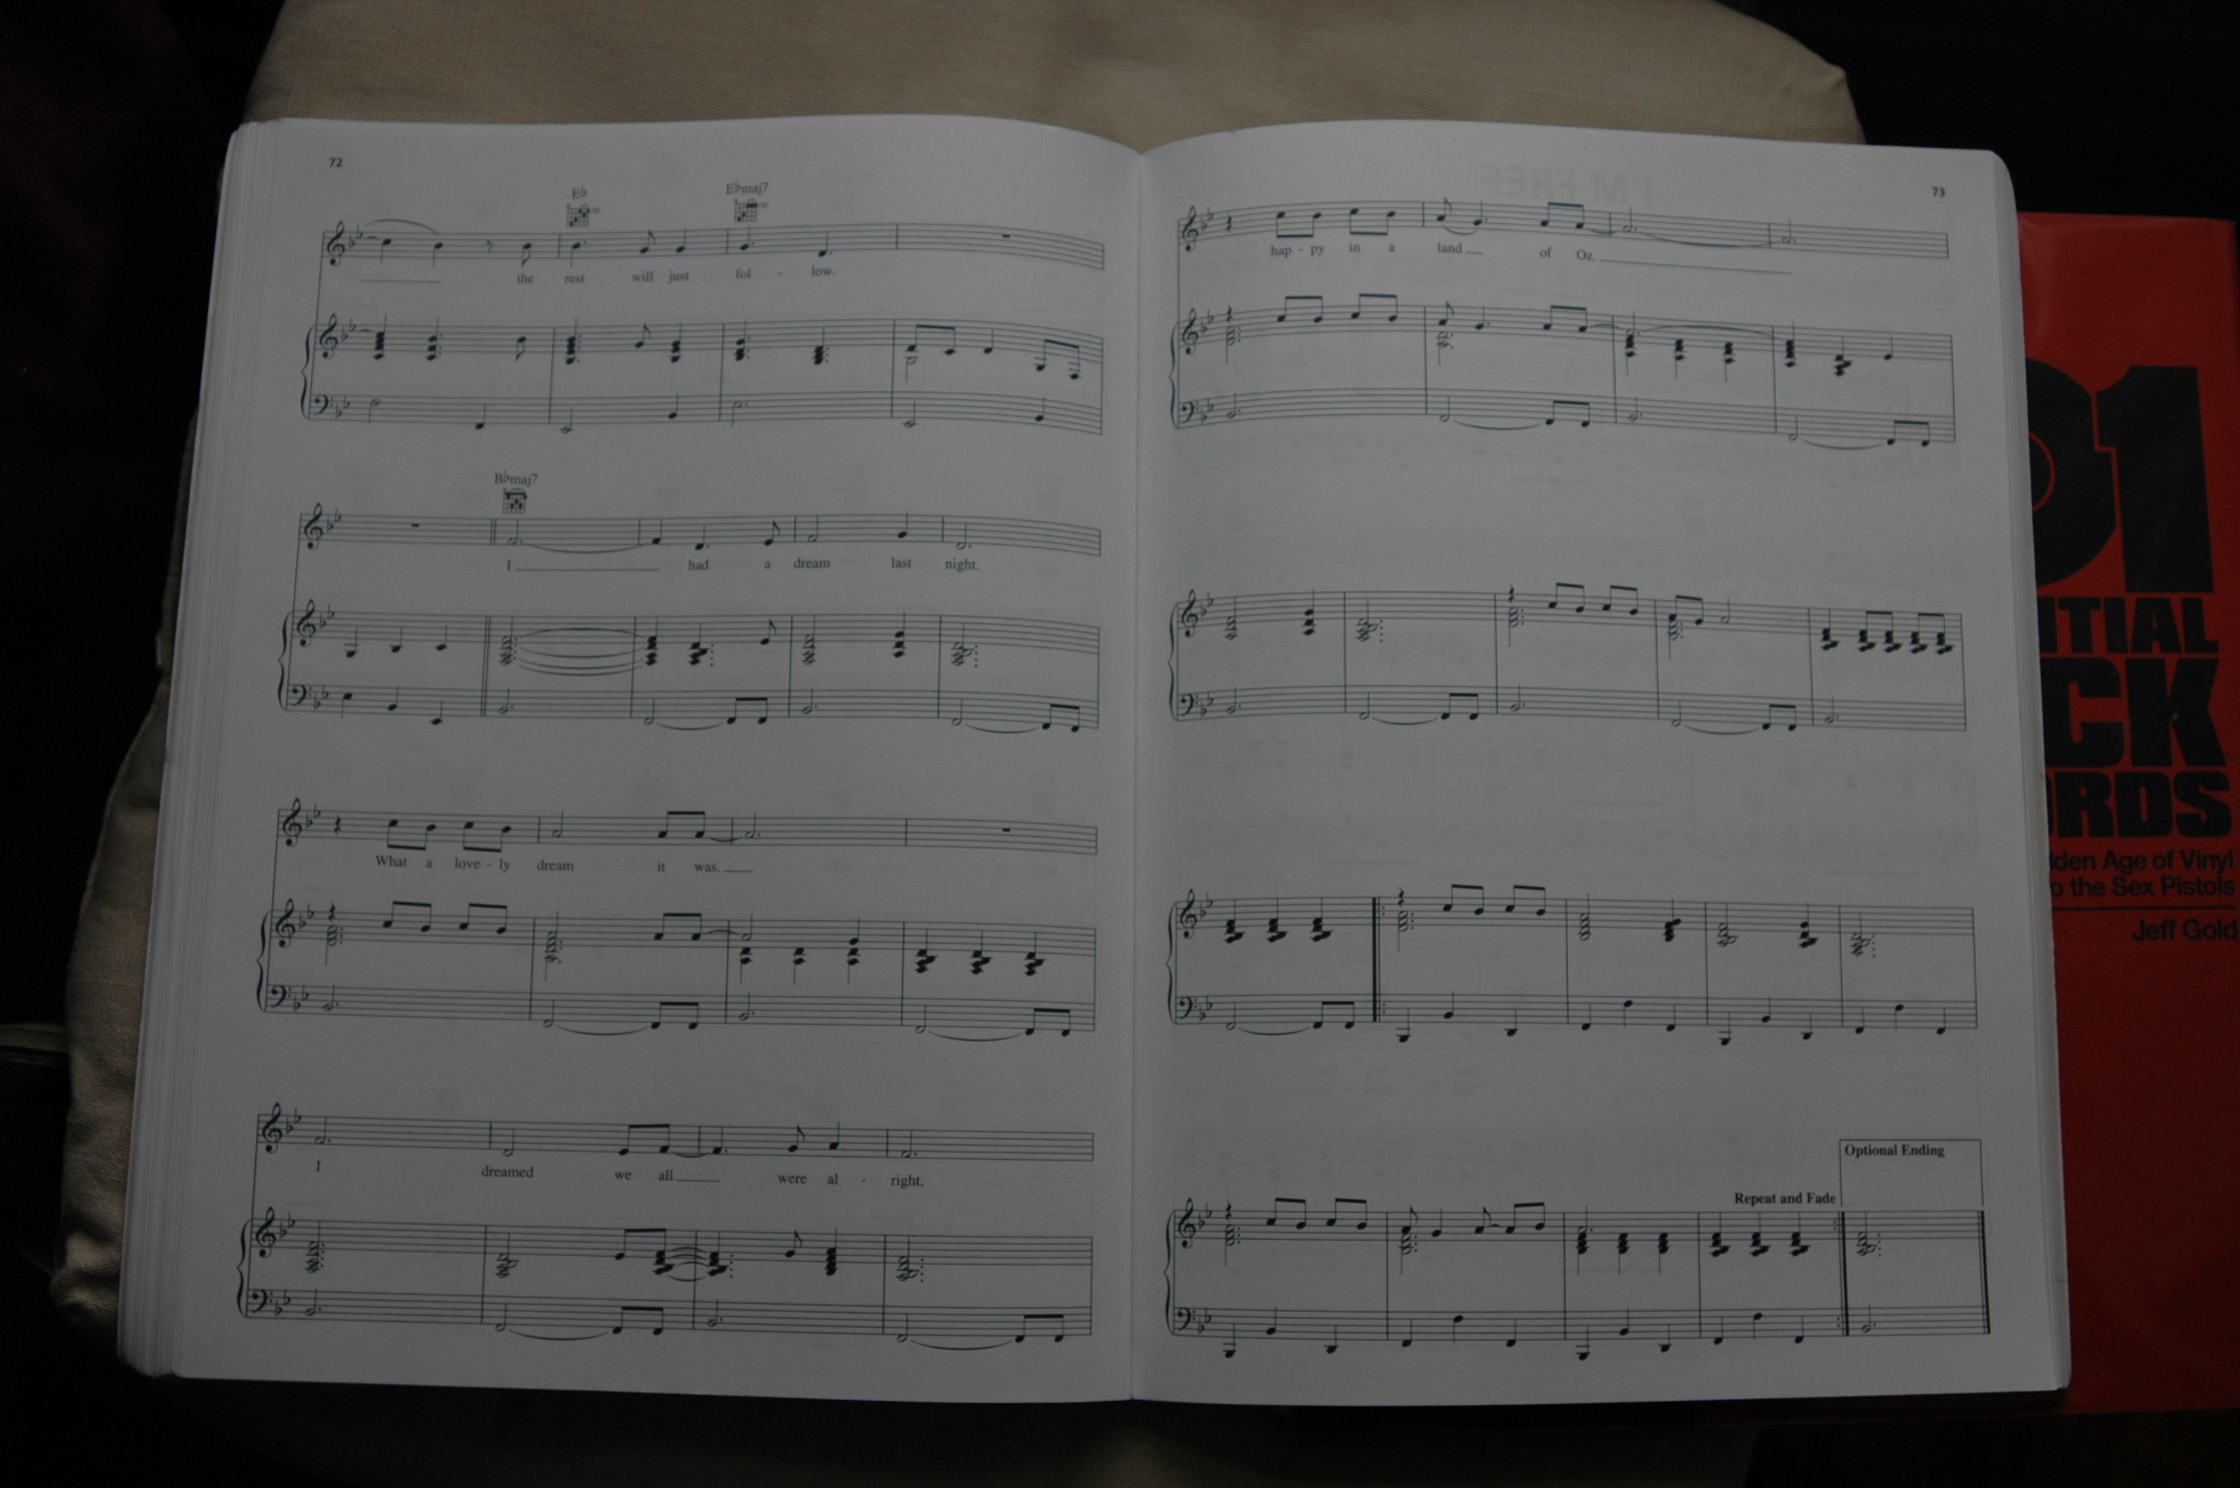 72
E♭
E♭maj7
the rest will just fol - low.
B♭maj7
I had a dream last night.
What a love - ly dream it was.
I dreamed we all were al - right,
73
I'M FREE
hap - py in a land of Oz.
Repeat and Fade
Optional Ending
01
NTIAL
CK
ORDS
lden Age of Vinyl
o the Sex Pistols
Jeff Gold